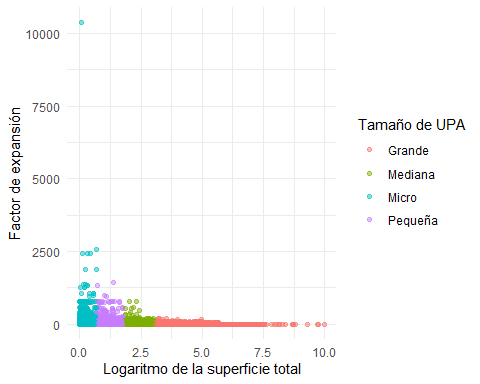 10000
7500
5000
2500
0
Factor de expansión
0.0
2.5
5.0
7.5
10.0
Logaritmo de la superficie total
Tamaño de UPA
Grande
Mediana
Micro
Pequeña